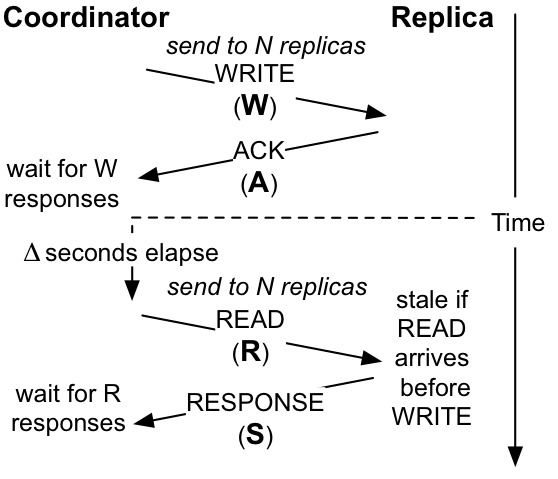 Coordinator
Replica
send to N replicas
WRITE
(W)
ACK
(A)
wait for W
responses
Time
Δ seconds elapse
send to N replicas
READ
(R)
stale if
READ
arrives
before
WRITE
wait for R
responses
RESPONSE
(S)